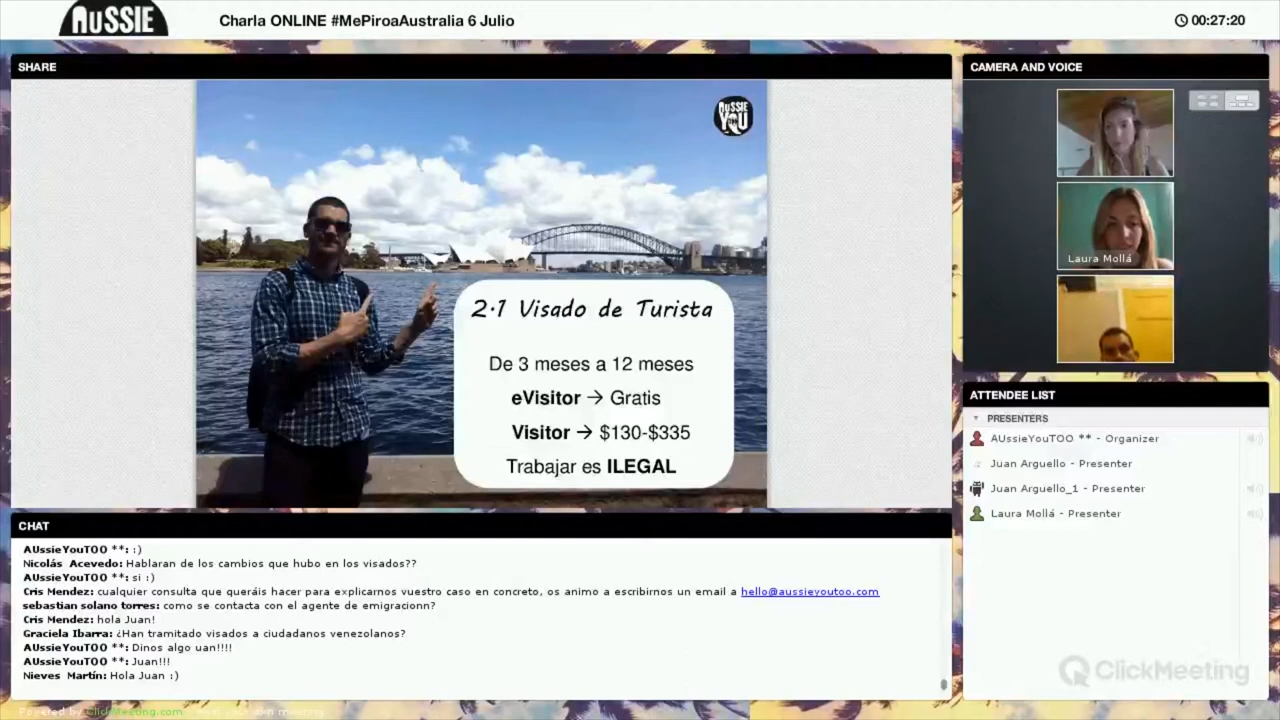 AUSSIE
Charla ONLINE #MePiroaAustralia 6 Julio
00:27:20
SHARE
AUSSIE
YOU
2.1 Visado de Turista
De 3 meses a 12 meses
eVisitor → Gratis
Visitor → $130-$335
Trabajar es ILEGAL
CAMERA AND VOICE
Laura Mollá
ATTENDEE LIST
PRESENTERS
AUssieYouTOO ** - Organizer
Juan Arguello - Presenter
Juan Arguello_1 - Presenter
Laura Mollá - Presenter
CHAT
AUssieYouTOO **: :)
Nicolás Acevedo: Hablaran de los cambios que hubo en los visados??
AUssieYouTOO **: si :)
Cris Mendez: cualquier consulta que queráis hacer para explicarnos vuestro caso en concreto, os animo a escribirnos un email a hello@aussieyoutoo.com
sebastian solano torres: como se contacta con el agente de emigracionn?
Cris Mendez: hola Juan!
Graciela Ibarra: ¿Han tramitado visados a ciudadanos venezolanos?
AUssieYouTOO **: Dinos algo uan!!!!
AUssieYouTOO **: Juan!!!
Nieves Martín: Hola Juan :)
ClickMeeting
Powered by ClickMeeting.com